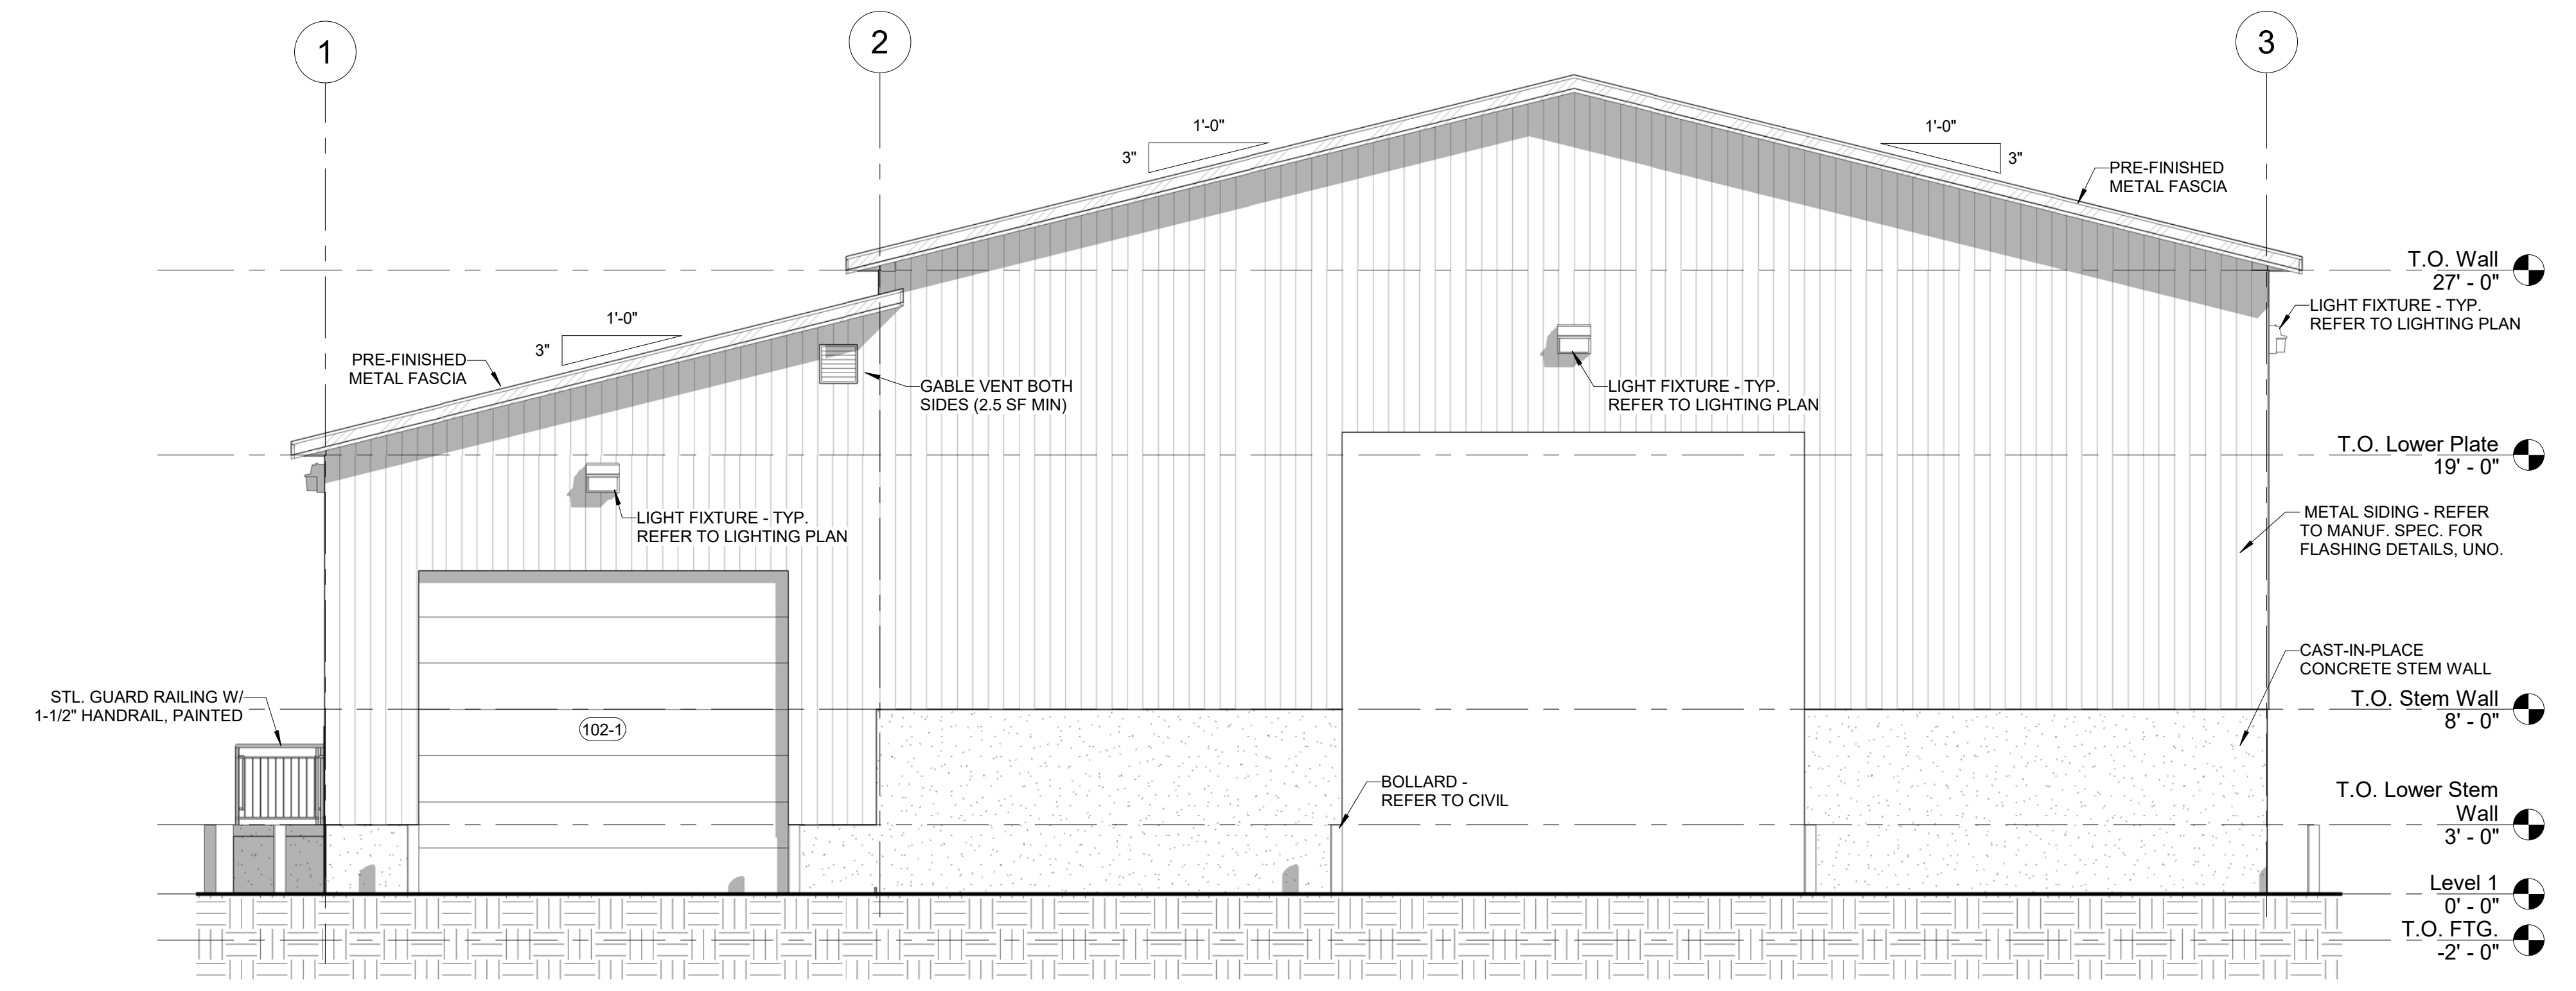 1
2
3
1'-0"
3"
1'-0"
3"
PRE-FINISHED
METAL FASCIA
T.O. Wall
27' - 0"
LIGHT FIXTURE - TYP.
REFER TO LIGHTING PLAN
1'-0"
3"
PRE-FINISHED
METAL FASCIA
GABLE VENT BOTH
SIDES (2.5 SF MIN)
LIGHT FIXTURE - TYP.
REFER TO LIGHTING PLAN
T.O. Lower Plate
19' - 0"
LIGHT FIXTURE - TYP.
REFER TO LIGHTING PLAN
METAL SIDING - REFER
TO MANUF. SPEC. FOR
FLASHING DETAILS, UNO.
CAST-IN-PLACE
CONCRETE STEM WALL
STL. GUARD RAILING W/
1-1/2" HANDRAIL, PAINTED
102-1
T.O. Stem Wall
8' - 0"
BOLLARD -
REFER TO CIVIL
T.O. Lower Stem
Wall
3' - 0"
Level 1
0' - 0"
T.O. FTG.
-2' - 0"